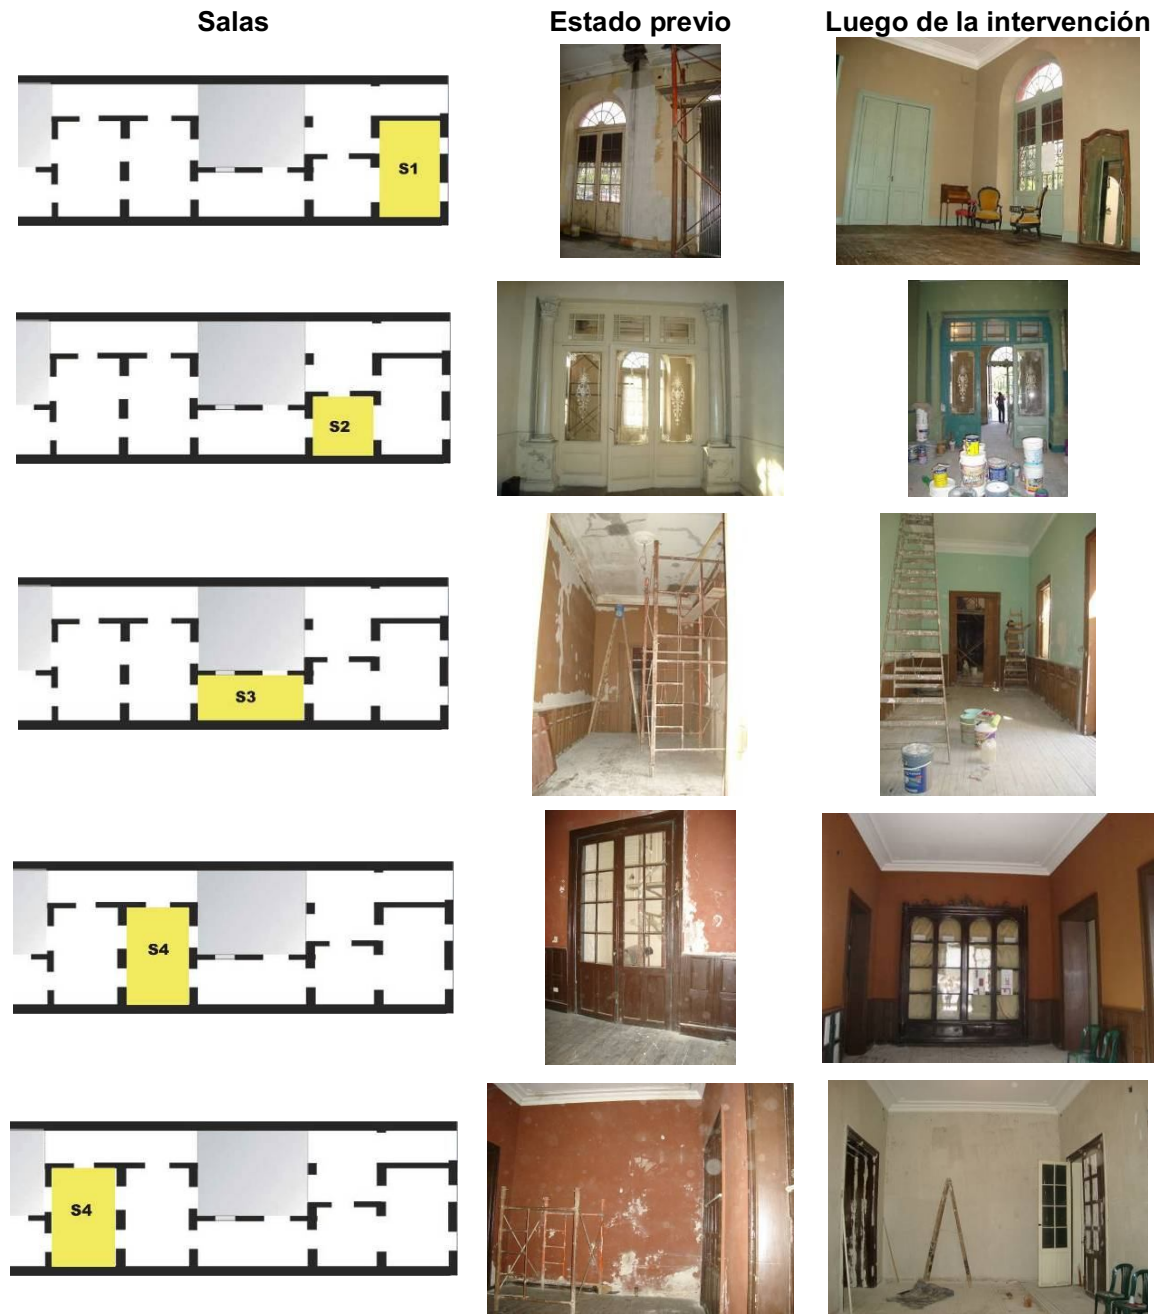 Salas
Estado previo
Luego de la intervención
S1
S2
S3
S4
S4